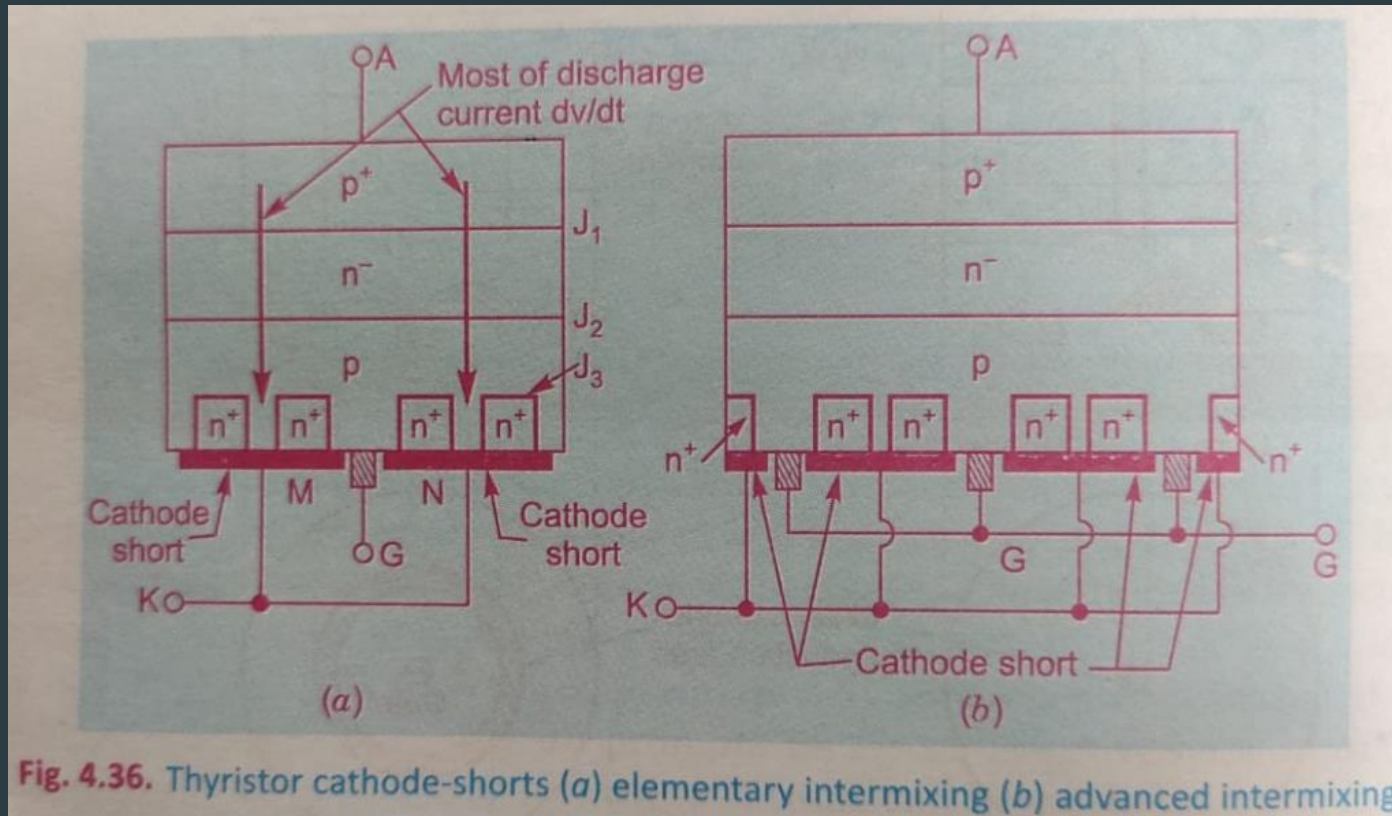 A
Most of discharge
current dv/dt
p⁺
J₁
n⁻
J₂
p
J₃
n⁺ n⁺ n⁺ n⁺
M N
Cathode
short
G
Cathode
short
K
(a)
A
p⁺
n⁻
p
n⁺ n⁺ n⁺ n⁺
n⁺ n⁺
G
G
K
Cathode short
(b)
Fig. 4.36. Thyristor cathode-shorts (a) elementary intermixing (b) advanced intermixing